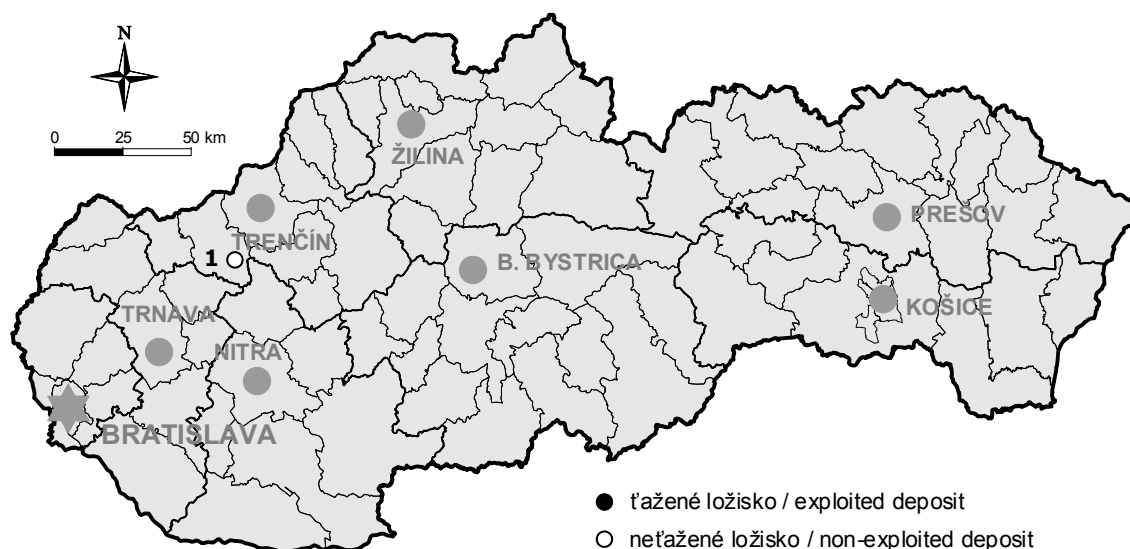 N
0 25 50 km
ŽILINA
PREŠOV
TRENČÍN
1
B. BYSTRICA
KOŠICE
TRNAVA
NITRA
BRATISLAVA
ťažené ložisko / exploited deposit
neťažené ložisko / non-exploited deposit